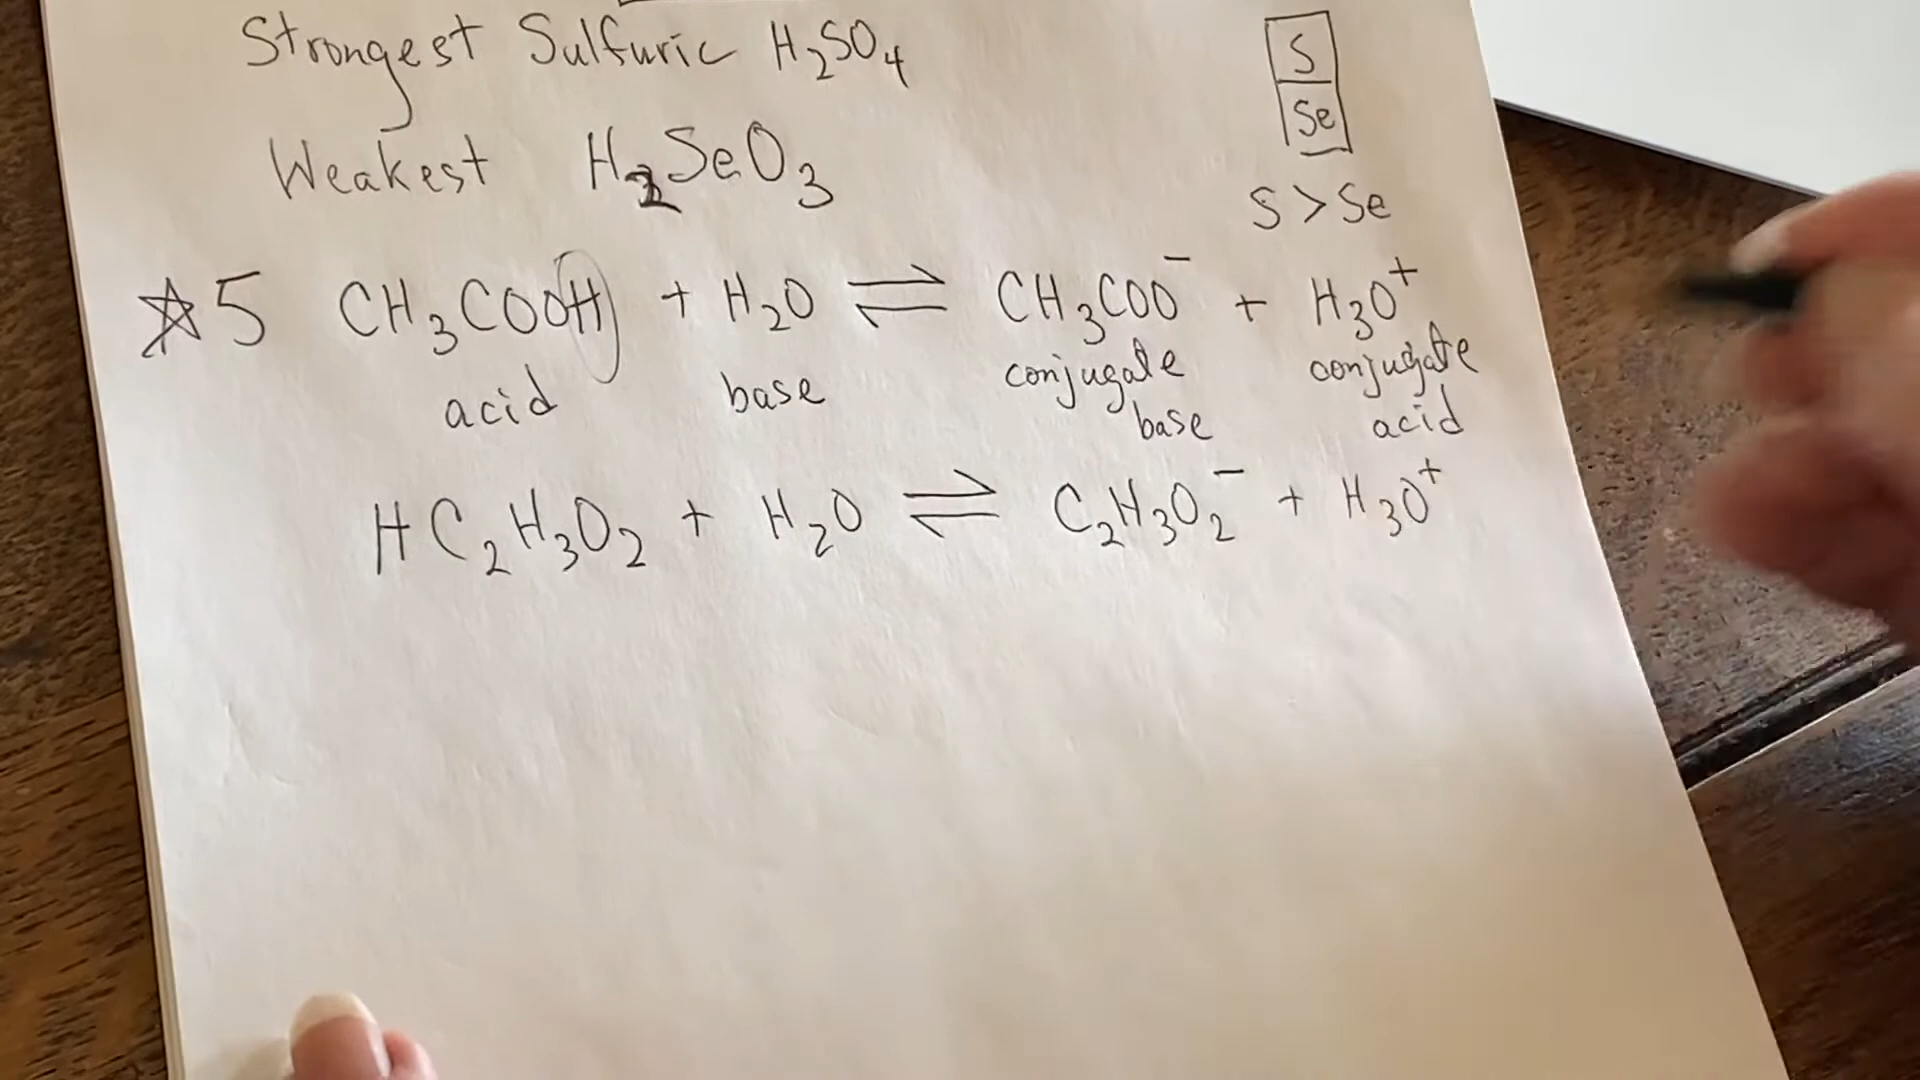 Strongest Sulfuric H₂SO₄
S
Se
Weakest H₂SeO₃
S > Se
☆5 CH₃COOH + H₂O ⇌ CH₃COO⁻ + H₃O⁺
acid base conjugate base conjugate acid
HC₂H₃O₂ + H₂O ⇌ C₂H₃O₂⁻ + H₃O⁺